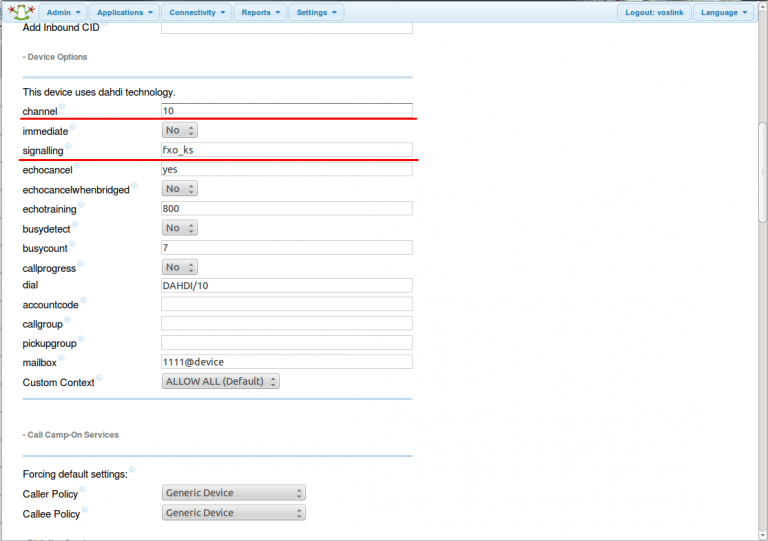 Admin Applications Connectivity Reports Settings Logout: voxlink Language
Add Inbound CID
- Device Options
This device uses dahdi technology.
channel 10
immediate No
signalling fxo_ks
echocancel yes
echocancelwhenbridged No
echotraining 800
busydetect No
busycount 7
callprogress No
dial DAHDI/10
accountcode
callgroup
pickupgroup
mailbox 1111@device
Custom Context ALLOW ALL (Default)
- Call Camp-On Services
Forcing default settings:
Caller Policy Generic Device
Callee Policy Generic Device